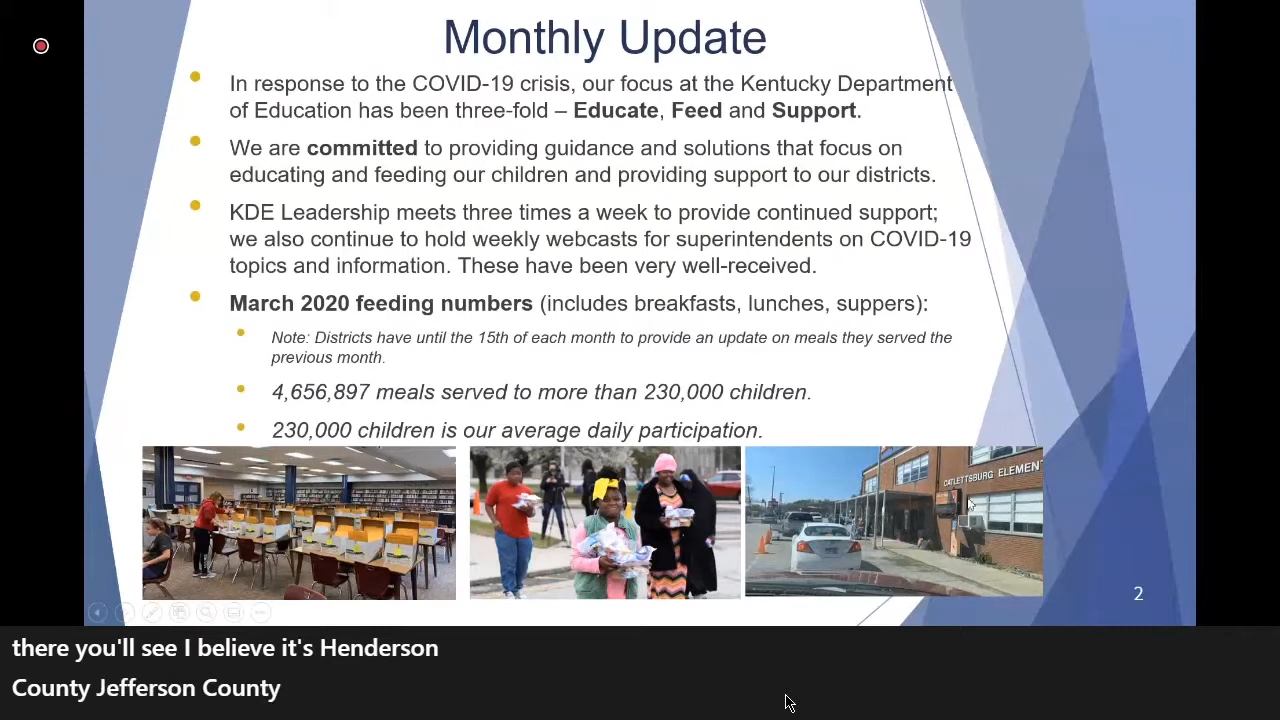 Monthly Update
In response to the COVID-19 crisis, our focus at the Kentucky Department
of Education has been three-fold – Educate, Feed and Support.
We are committed to providing guidance and solutions that focus on
educating and feeding our children and providing support to our districts.
KDE Leadership meets three times a week to provide continued support;
we also continue to hold weekly webcasts for superintendents on COVID-19
topics and information. These have been very well-received.
March 2020 feeding numbers (includes breakfasts, lunches, suppers):
Note: Districts have until the 15th of each month to provide an update on meals they served the
previous month.
4,656,897 meals served to more than 230,000 children.
230,000 children is our average daily participation.
CATLETTSBURG ELEMENT
2
there you'll see I believe it's Henderson
County Jefferson County